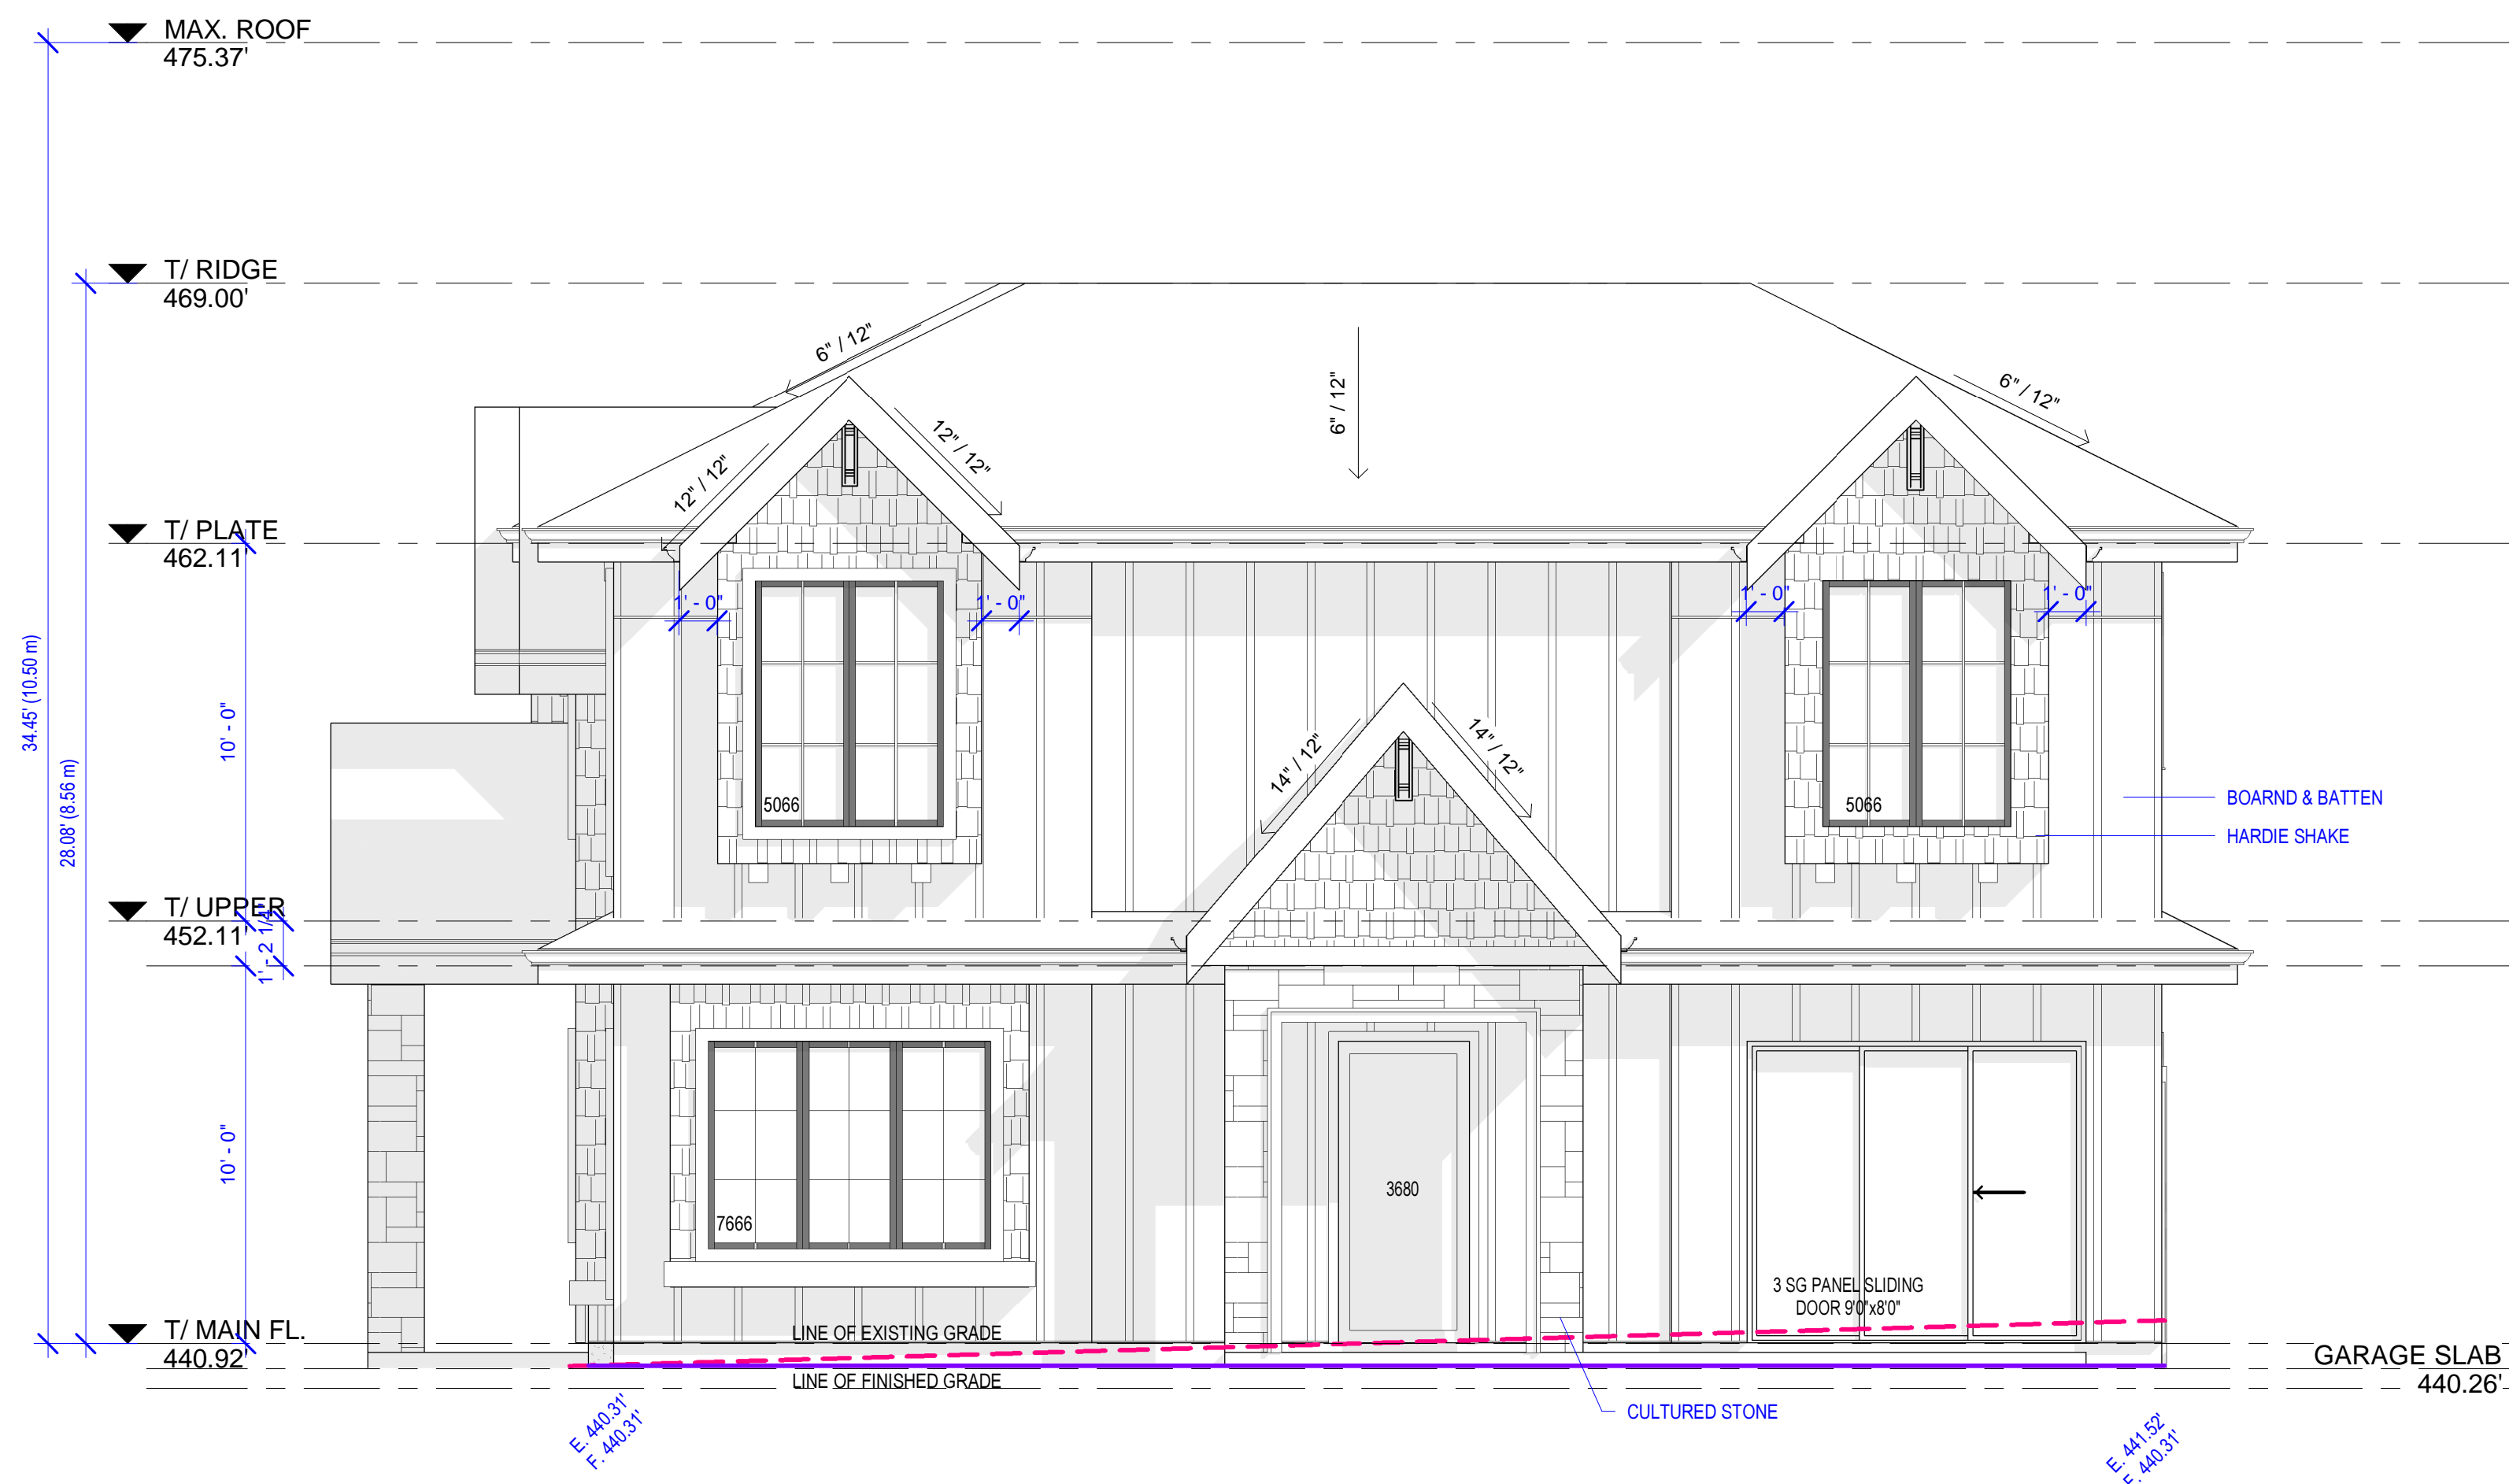 MAX. ROOF
475.37'
T/ RIDGE
469.00'
6" / 12"
6" / 12"
6" / 12"
12" / 12"
12" / 12"
T/ PLATE
462.11'
1' - 0"
1' - 0"
1' - 0"
1' - 0"
34.45' (10.50 m)
28.08' (8.56 m)
10' - 0"
14" / 12"
14" / 12"
5066
5066
BOARND & BATTEN
HARDIE SHAKE
T/ UPPER
452.11'
1' - 2 1/4"
10' - 0"
3680
7666
3 SG PANEL SLIDING
DOOR 9'0"x8'0"
T/ MAIN FL.
440.92'
LINE OF EXISTING GRADE
LINE OF FINISHED GRADE
GARAGE SLAB
440.26'
CULTURED STONE
E. 440.31'
F. 440.31'
E. 441.52'
F. 440.31'